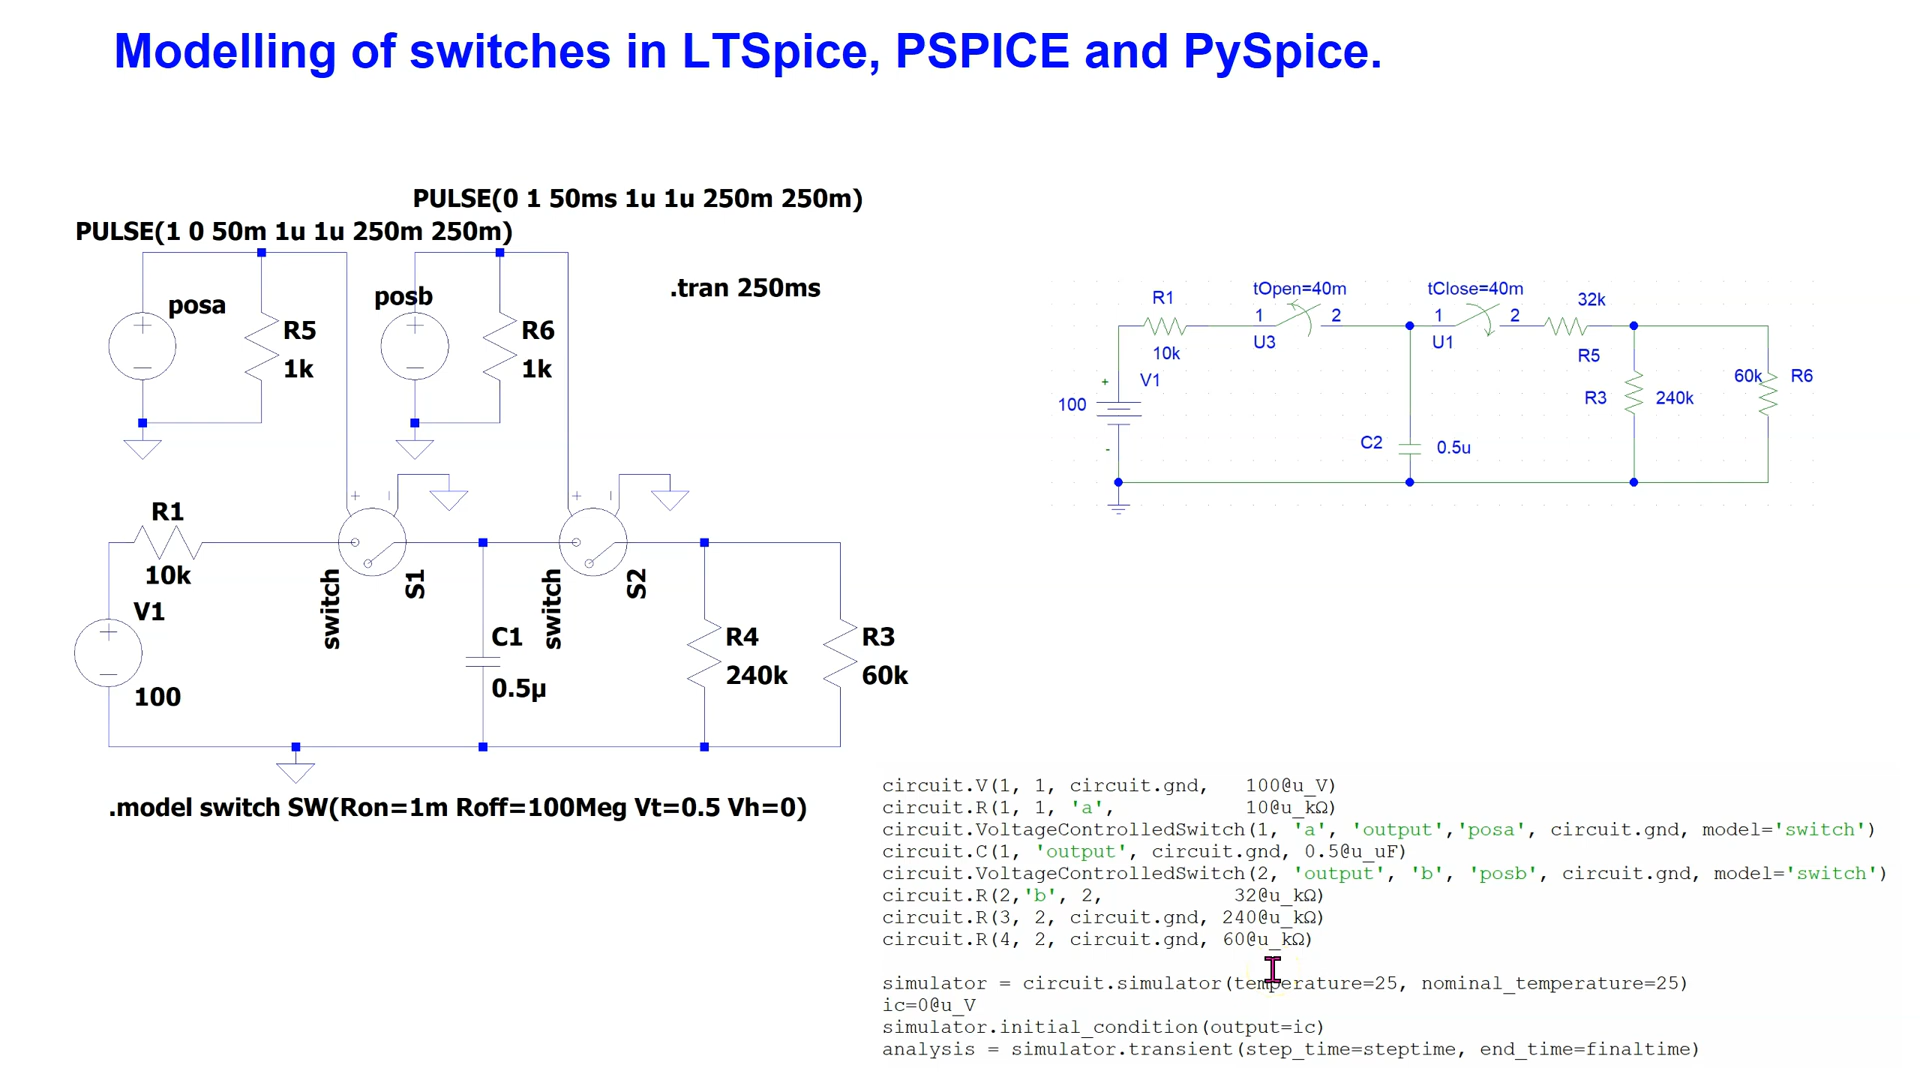 Modelling of switches in LTSpice, PSPICE and PySpice.
PULSE(0 1 50ms 1u 1u 250m 250m)
PULSE(1 0 50m 1u 1u 250m 250m)
.tran 250ms
posa
R5
1k
posb
R6
1k
R1
10k
V1
100
switch
S1
C1
0.5µ
switch
S2
R4
240k
R3
60k
.model switch SW(Ron=1m Roff=100Meg Vt=0.5 Vh=0)
R1
10k
V1
100
+
-
tOpen=40m
1
2
U3
tClose=40m
1
2
U1
32k
R5
R3
240k
60k
R6
C2
0.5u
circuit.V(1, 1, circuit.gnd, 100@u_V)
circuit.R(1, 1, 'a', 10@u_kΩ)
circuit.VoltageControlledSwitch(1, 'a', 'output','posa', circuit.gnd, model='switch')
circuit.C(1, 'output', circuit.gnd, 0.5@u_uF)
circuit.VoltageControlledSwitch(2, 'output', 'b', 'posb', circuit.gnd, model='switch')
circuit.R(2,'b', 2, 32@u_kΩ)
circuit.R(3, 2, circuit.gnd, 240@u_kΩ)
circuit.R(4, 2, circuit.gnd, 60@u_kΩ)
simulator = circuit.simulator(temperature=25, nominal_temperature=25)
ic=0@u_V
simulator.initial_condition(output=ic)
analysis = simulator.transient(step_time=steptime, end_time=finaltime)